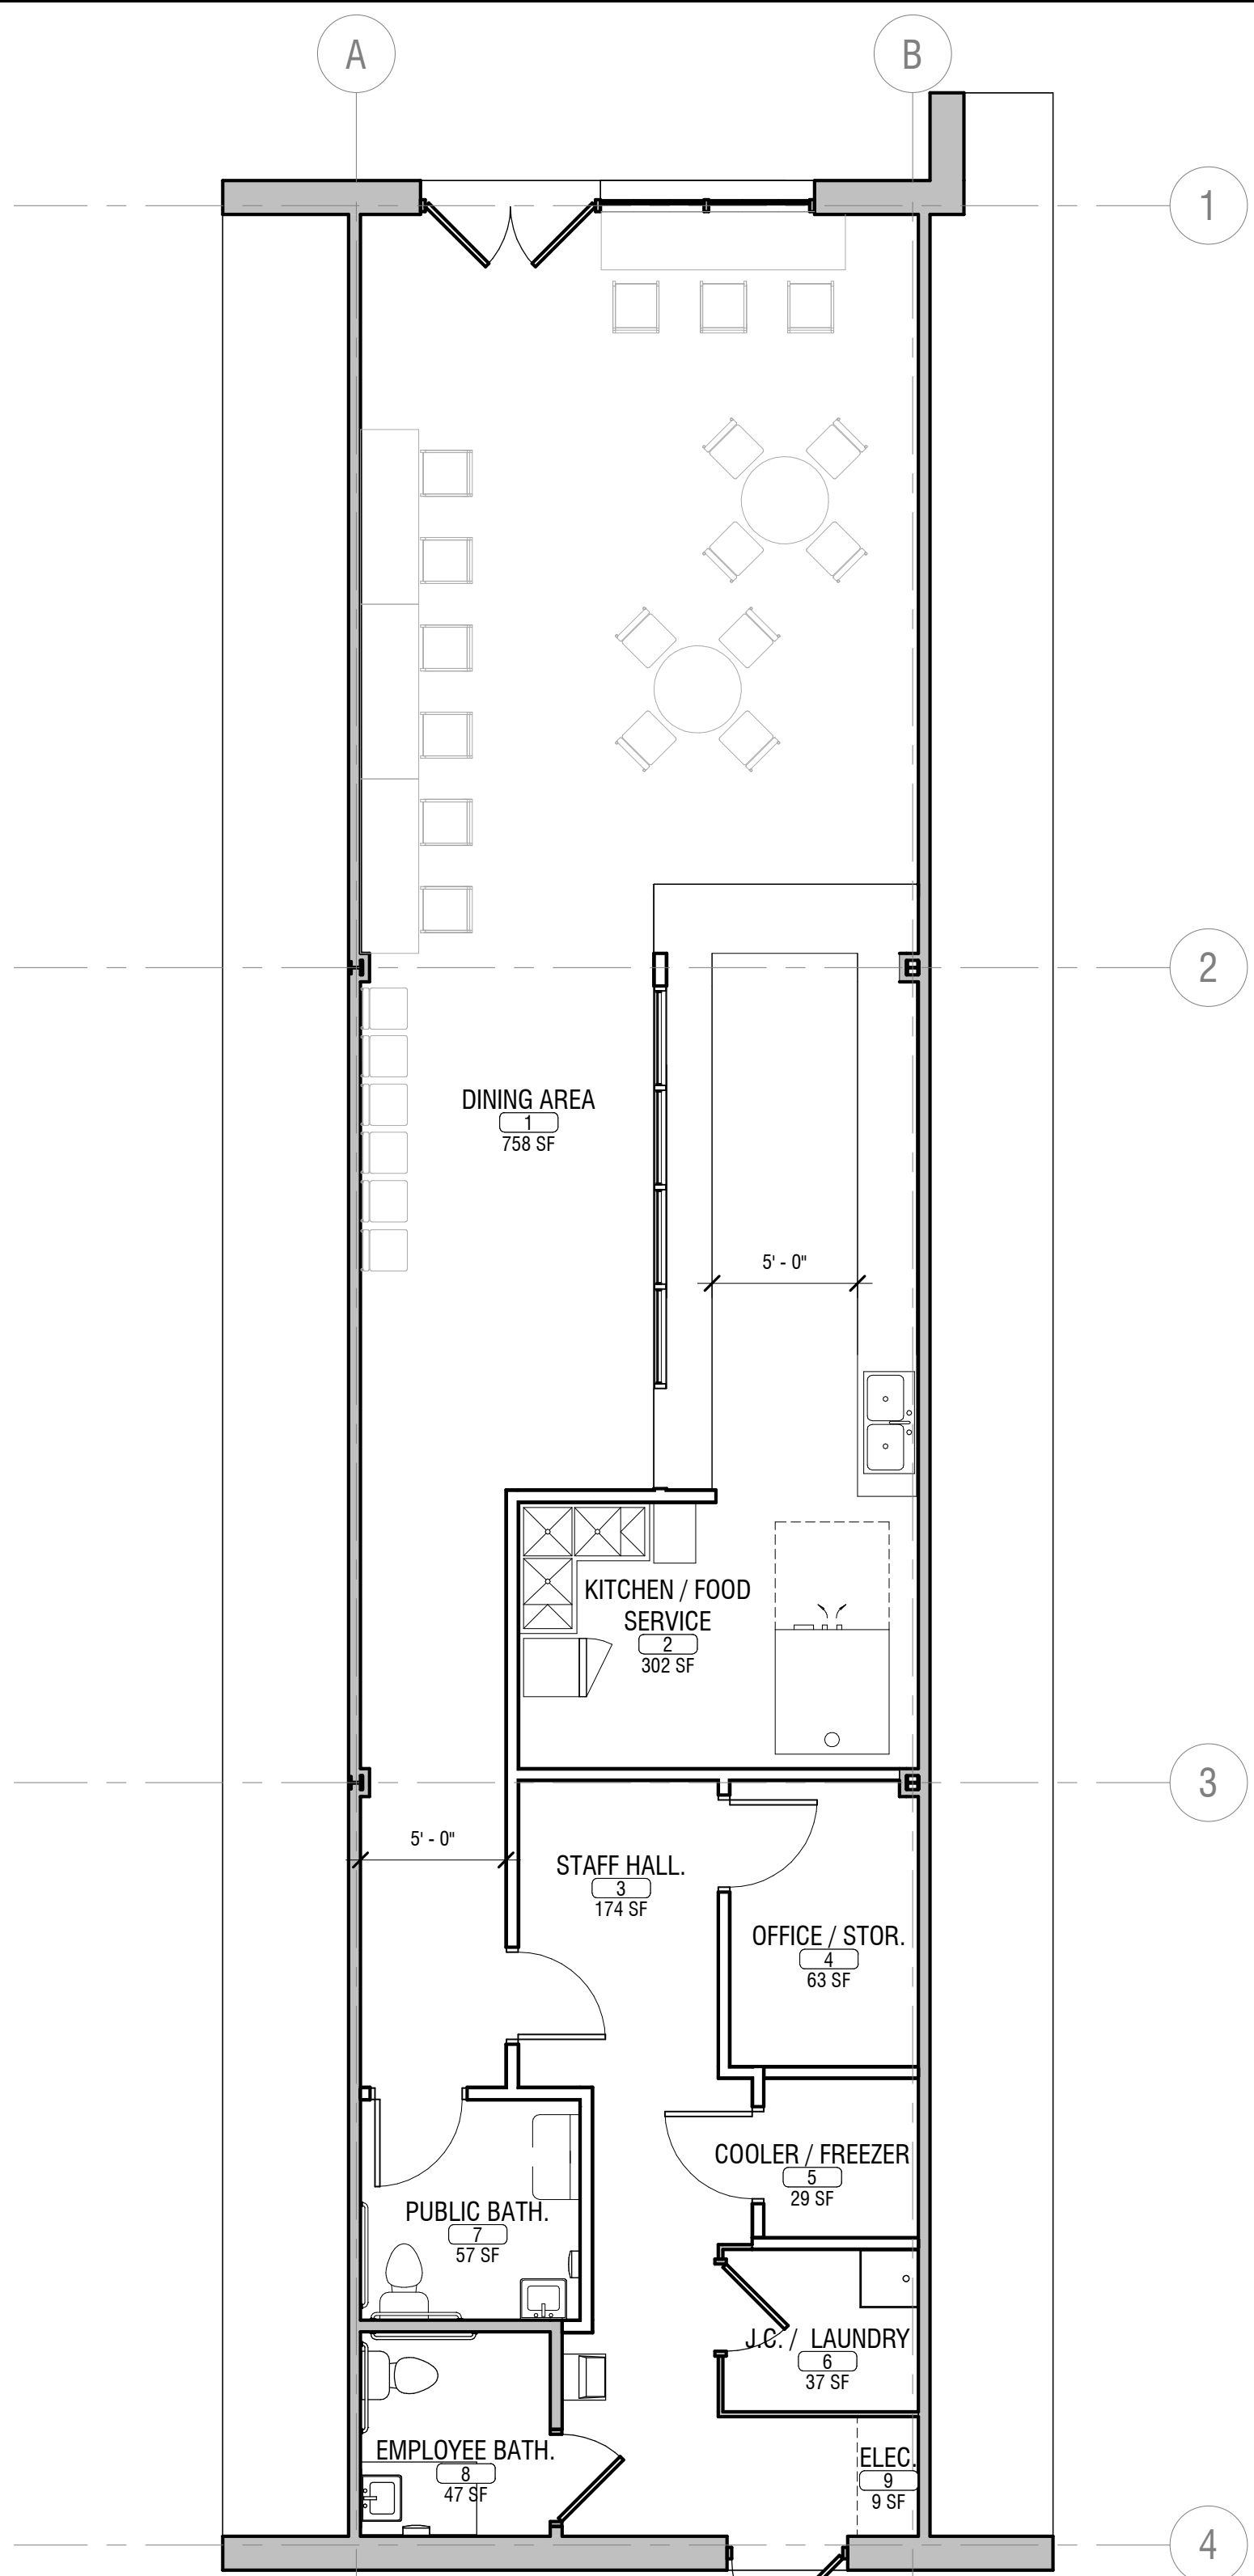 A
B
1
2
DINING AREA
1
758 SF
5' - 0"
KITCHEN / FOOD
SERVICE
2
302 SF
3
5' - 0"
STAFF HALL.
3
174 SF
OFFICE / STOR.
4
63 SF
COOLER / FREEZER
5
29 SF
PUBLIC BATH.
7
57 SF
J.C. / LAUNDRY
6
37 SF
EMPLOYEE BATH.
8
47 SF
ELEC.
9
9 SF
4